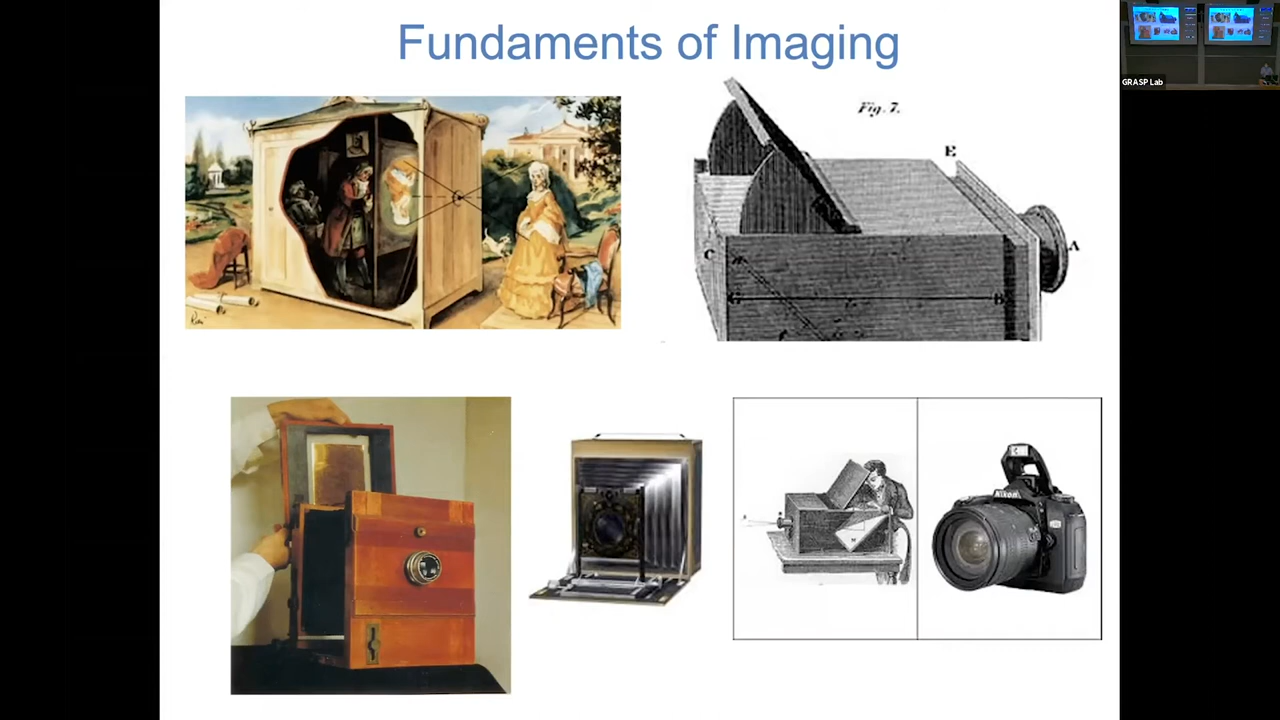 Fundaments of Imaging
GRASP Lab
Fig. 7.
E
A
C
G
B
Nikon